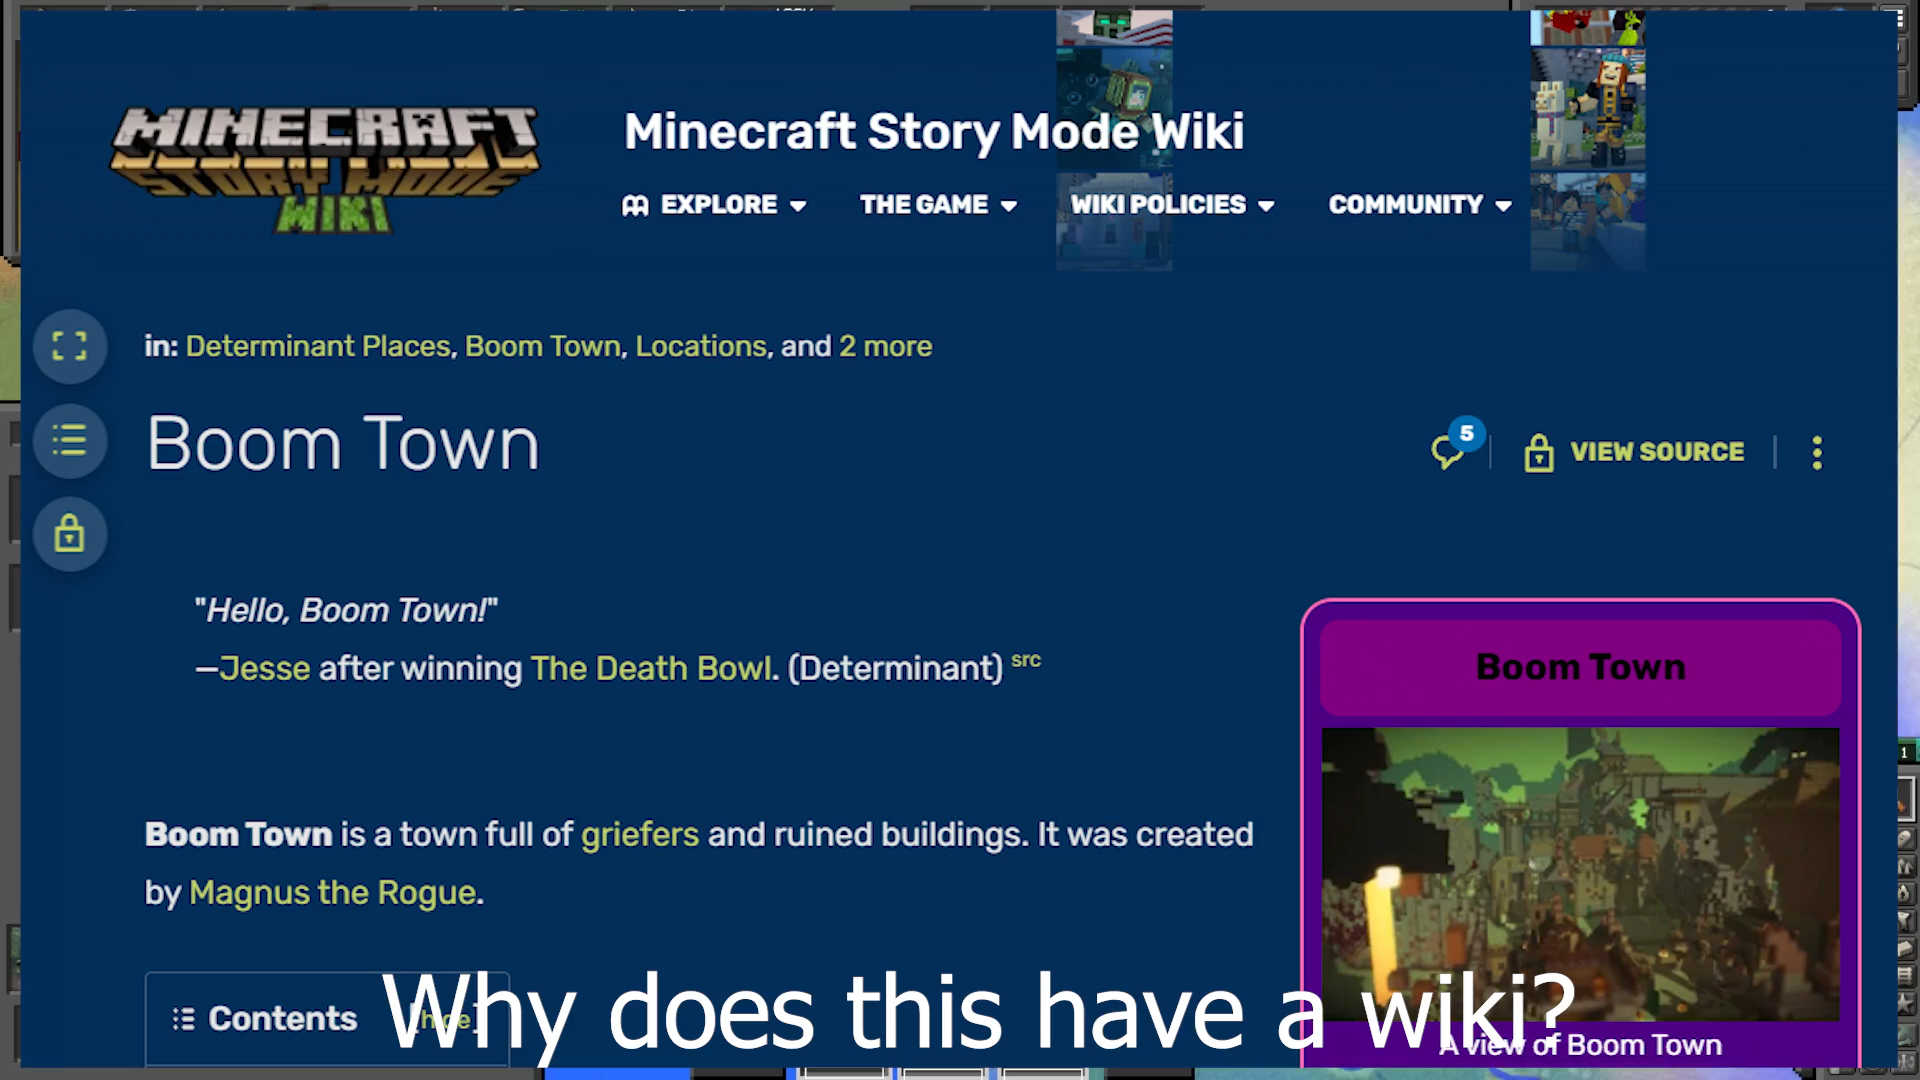 MINECRAFT
STORY MODE
WIKI
Minecraft Story Mode Wiki
EXPLORE THE GAME WIKI POLICIES COMMUNITY
in: Determinant Places, Boom Town, Locations, and 2 more
Boom Town
5
VIEW SOURCE
"Hello, Boom Town!"
—Jesse after winning The Death Bowl. (Determinant) src
Boom Town
Boom Town is a town full of griefers and ruined buildings. It was created
by Magnus the Rogue.
Contents [hide]
A view of Boom Town
Why does this have a wiki?
1